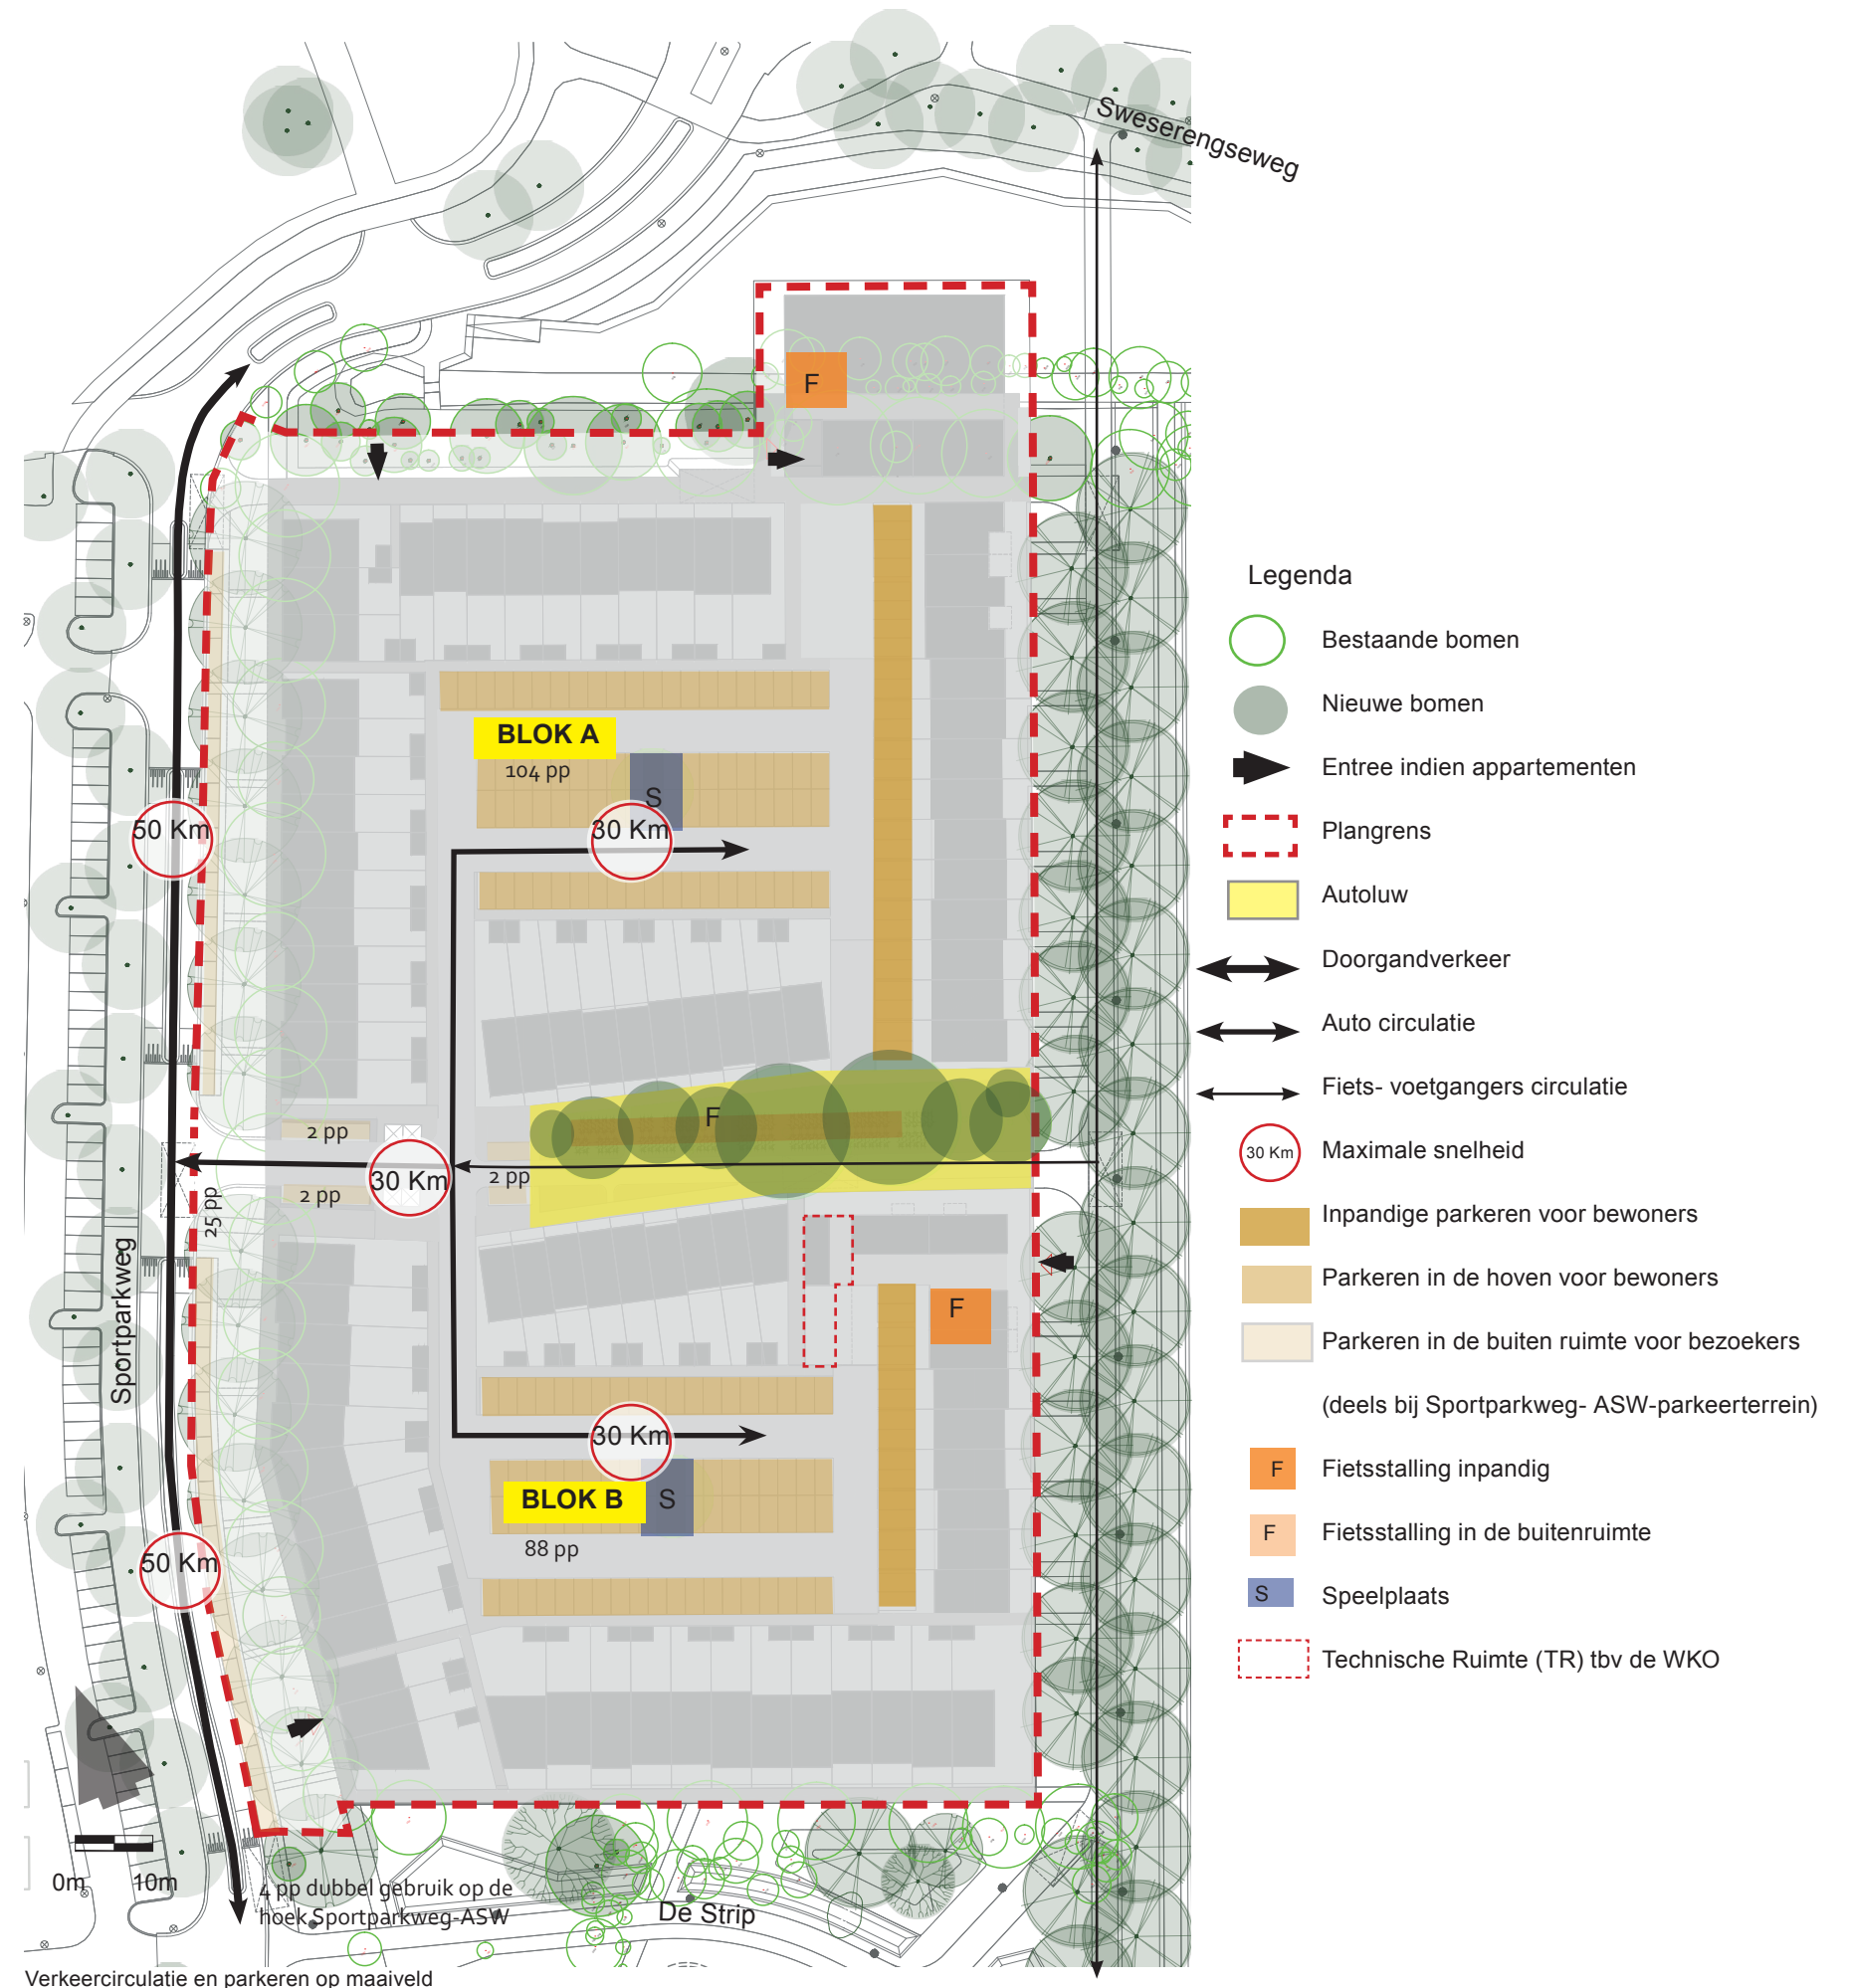 Sweserengseweg
F
BLOK A
104 pp
S
50 Km
30 Km
F
2 pp
30 Km
2 pp
2 pp
25 pp
Sportparkweg
F
30 Km
BLOK B
S
88 pp
50 Km
0m
10m
4 pp dubbel gebruik op de
hoek Sportparkweg-ASW
De Strip
Verkeercirculatie en parkeren op maaiveld
Legenda
Bestaande bomen
Nieuwe bomen
Entree indien appartementen
Plangrens
Autoluw
Doorgandverkeer
Auto circulatie
Fiets- voetgangers circulatie
30 Km Maximale snelheid
Inpandige parkeren voor bewoners
Parkeren in de hoven voor bewoners
Parkeren in de buiten ruimte voor bezoekers
(deels bij Sportparkweg- ASW-parkeerterrein)
F Fietsstalling inpandig
F Fietsstalling in de buitenruimte
S Speelplaats
Technische Ruimte (TR) tbv de WKO